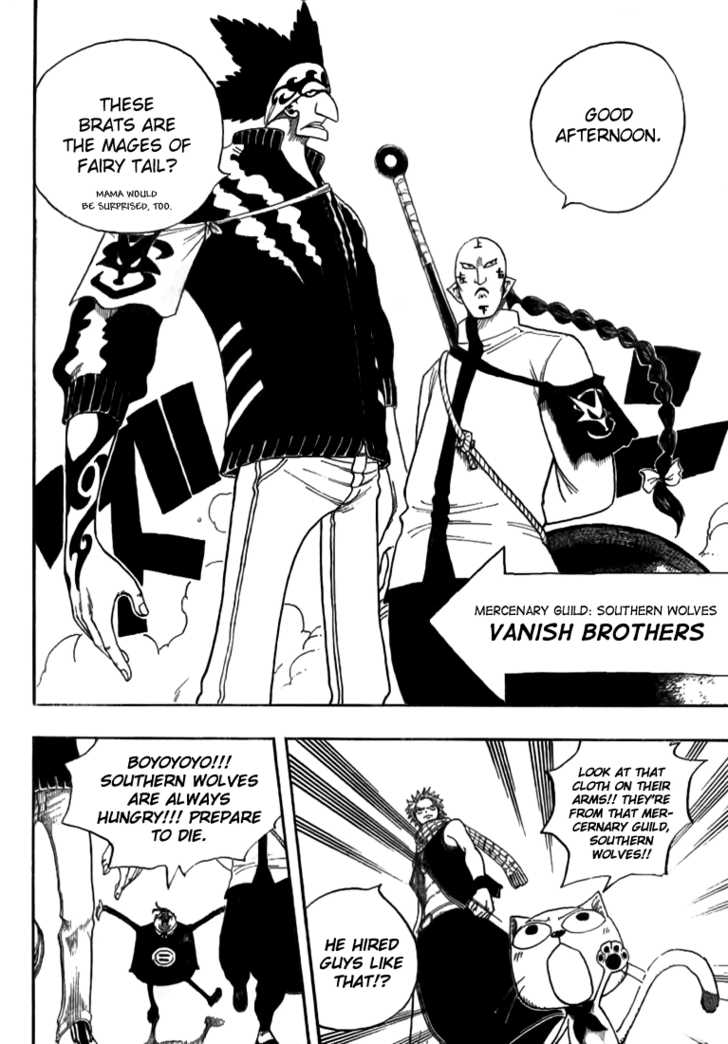 GOOD
AFTERNOON.
THESE
BRATS ARE
THE MAGES OF
FAIRY TAIL?
MAMA WOULD
BE SURPRISED, TOO.
上
下
MERCENARY GUILD: SOUTHERN WOLVES
VANISH BROTHERS
LOOK AT THAT
CLOTH ON THEIR
ARMS!! THEY'RE
FROM THAT MER-
CENARY GUILD,
SOUTHERN
WOLVES!!
HE HIRED
GUYS LIKE
THAT!?
BOYOYOYO!!!
SOUTHERN WOLVES
ARE ALWAYS
HUNGRY!!! PREPARE
TO DIE.